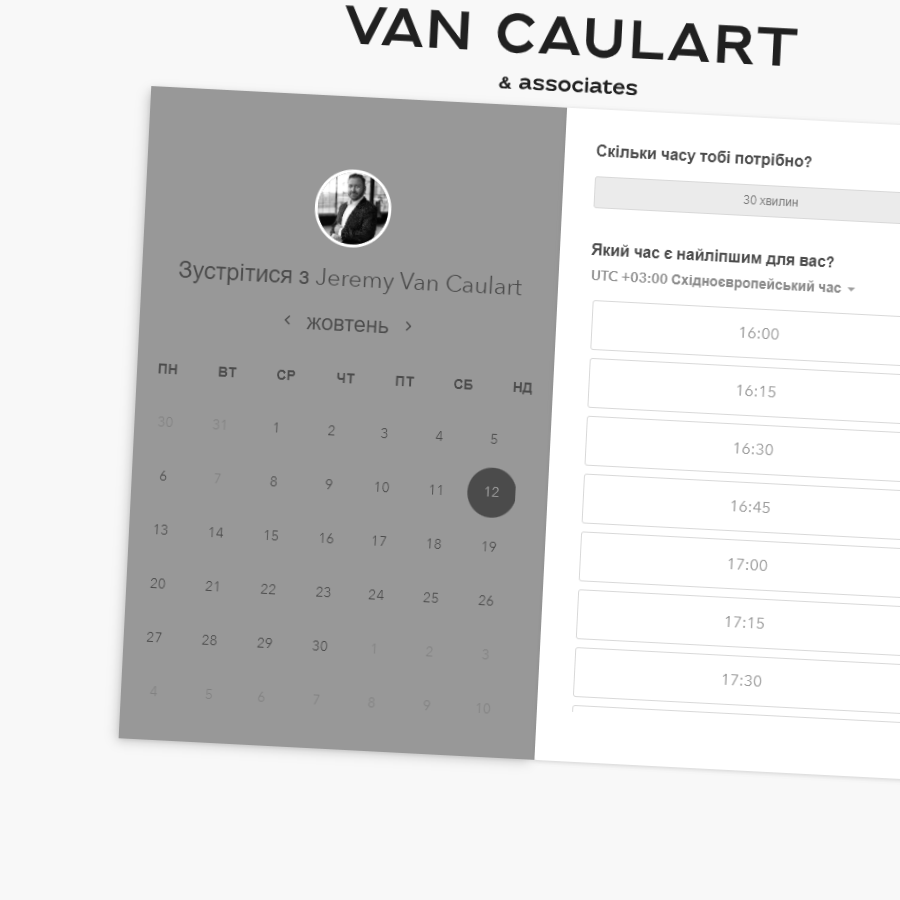 VAN CAULART
& associates
Зустрітися з Jeremy Van Caulart
жовтень
ПН ВТ СР ЧТ ПТ СБ НД
30 31 1 2 3 4 5
6 7 8 9 10 11 12
13 14 15 16 17 18 19
20 21 22 23 24 25 26
27 28 29 30 1 2 3
4 5 6 7 8 9 10
Скільки часу тобі потрібно?
30 хвилин
Який час є найліпшим для вас?
UTC +03:00 Східноєвропейський час
16:00
16:15
16:30
16:45
17:00
17:15
17:30